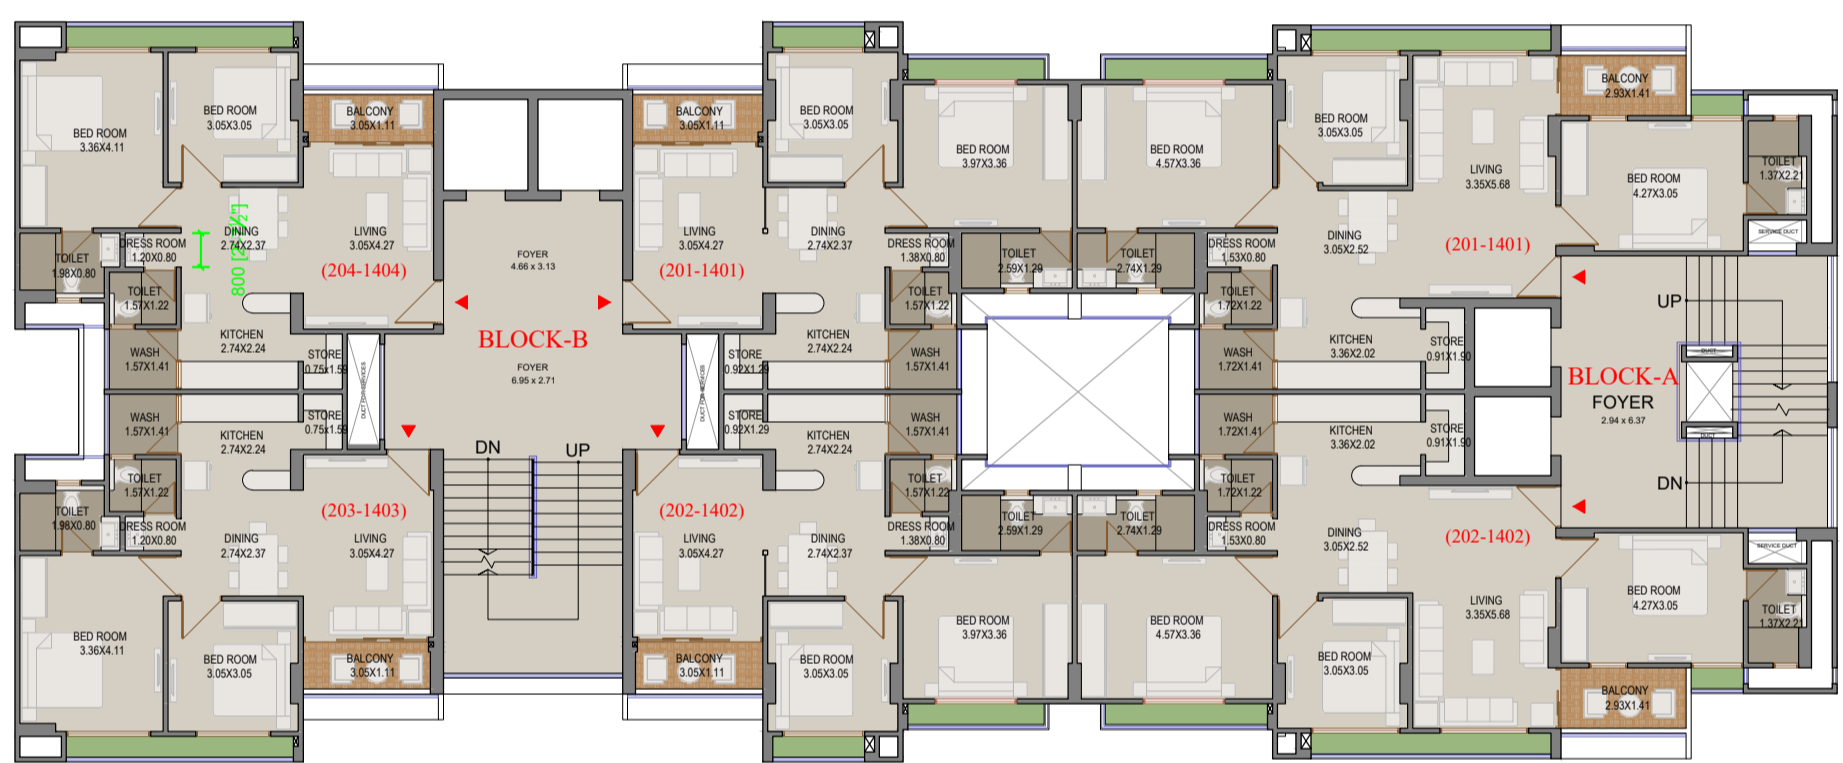 BED ROOM
3.36X4.11
BED ROOM
3.05X3.05
BALCONY
3.05X1.11
DINING
2.74X2.37
LIVING
3.05X4.27
(204-1404)
DRESS ROOM
1.20X0.80
TOILET
1.98X0.80
TOILET
1.57X1.22
WASH
1.57X1.41
KITCHEN
2.74X2.24
STORE
0.75x1.59
DUCT FOR SERVICES
FOYER
4.66 x 3.13
BLOCK-B
FOYER
6.95 x 2.71
DN
UP
BALCONY
3.05X1.11
BED ROOM
3.05X3.05
LIVING
3.05X4.27
(201-1401)
DINING
2.74X2.37
BED ROOM
3.97X3.36
DRESS ROOM
1.38X0.80
TOILET
2.59X1.29
TOILET
1.57X1.22
KITCHEN
2.74X2.24
WASH
1.57X1.41
STORE
0.92X1.29
DUCT FOR SERVICES
BED ROOM
4.57X3.36
BED ROOM
3.05X3.05
BALCONY
2.93X1.41
LIVING
3.35X5.68
BED ROOM
4.27X3.05
TOILET
1.37X2.21
SERVICE DUCT
(201-1401)
DINING
3.05X2.52
DRESS ROOM
1.53X0.80
TOILET
2.74X1.29
TOILET
1.72X1.22
WASH
1.72X1.41
KITCHEN
3.36X2.02
STORE
0.91X1.90
UP
DUCT
BLOCK-A
FOYER
2.94 x 6.37
DUCT
DN
WASH
1.57X1.41
KITCHEN
2.74X2.24
STORE
0.75x1.59
TOILET
1.57X1.22
TOILET
1.98X0.80
DRESS ROOM
1.20X0.80
(203-1403)
DINING
2.74X2.37
LIVING
3.05X4.27
BED ROOM
3.36X4.11
BED ROOM
3.05X3.05
BALCONY
3.05X1.11
STORE
0.92X1.29
KITCHEN
2.74X2.24
WASH
1.57X1.41
TOILET
1.57X1.22
(202-1402)
LIVING
3.05X4.27
DINING
2.74X2.37
DRESS ROOM
1.38X0.80
TOILET
2.59X1.29
BALCONY
3.05X1.11
BED ROOM
3.05X3.05
BED ROOM
3.97X3.36
WASH
1.72X1.41
KITCHEN
3.36X2.02
STORE
0.91X1.90
TOILET
1.72X1.22
TOILET
2.74X1.29
DRESS ROOM
1.53X0.80
DINING
3.05X2.52
(202-1402)
SERVICE DUCT
BED ROOM
4.57X3.36
BED ROOM
3.05X3.05
LIVING
3.35X5.68
BED ROOM
4.27X3.05
TOILET
1.37X2.21
BALCONY
2.93X1.41